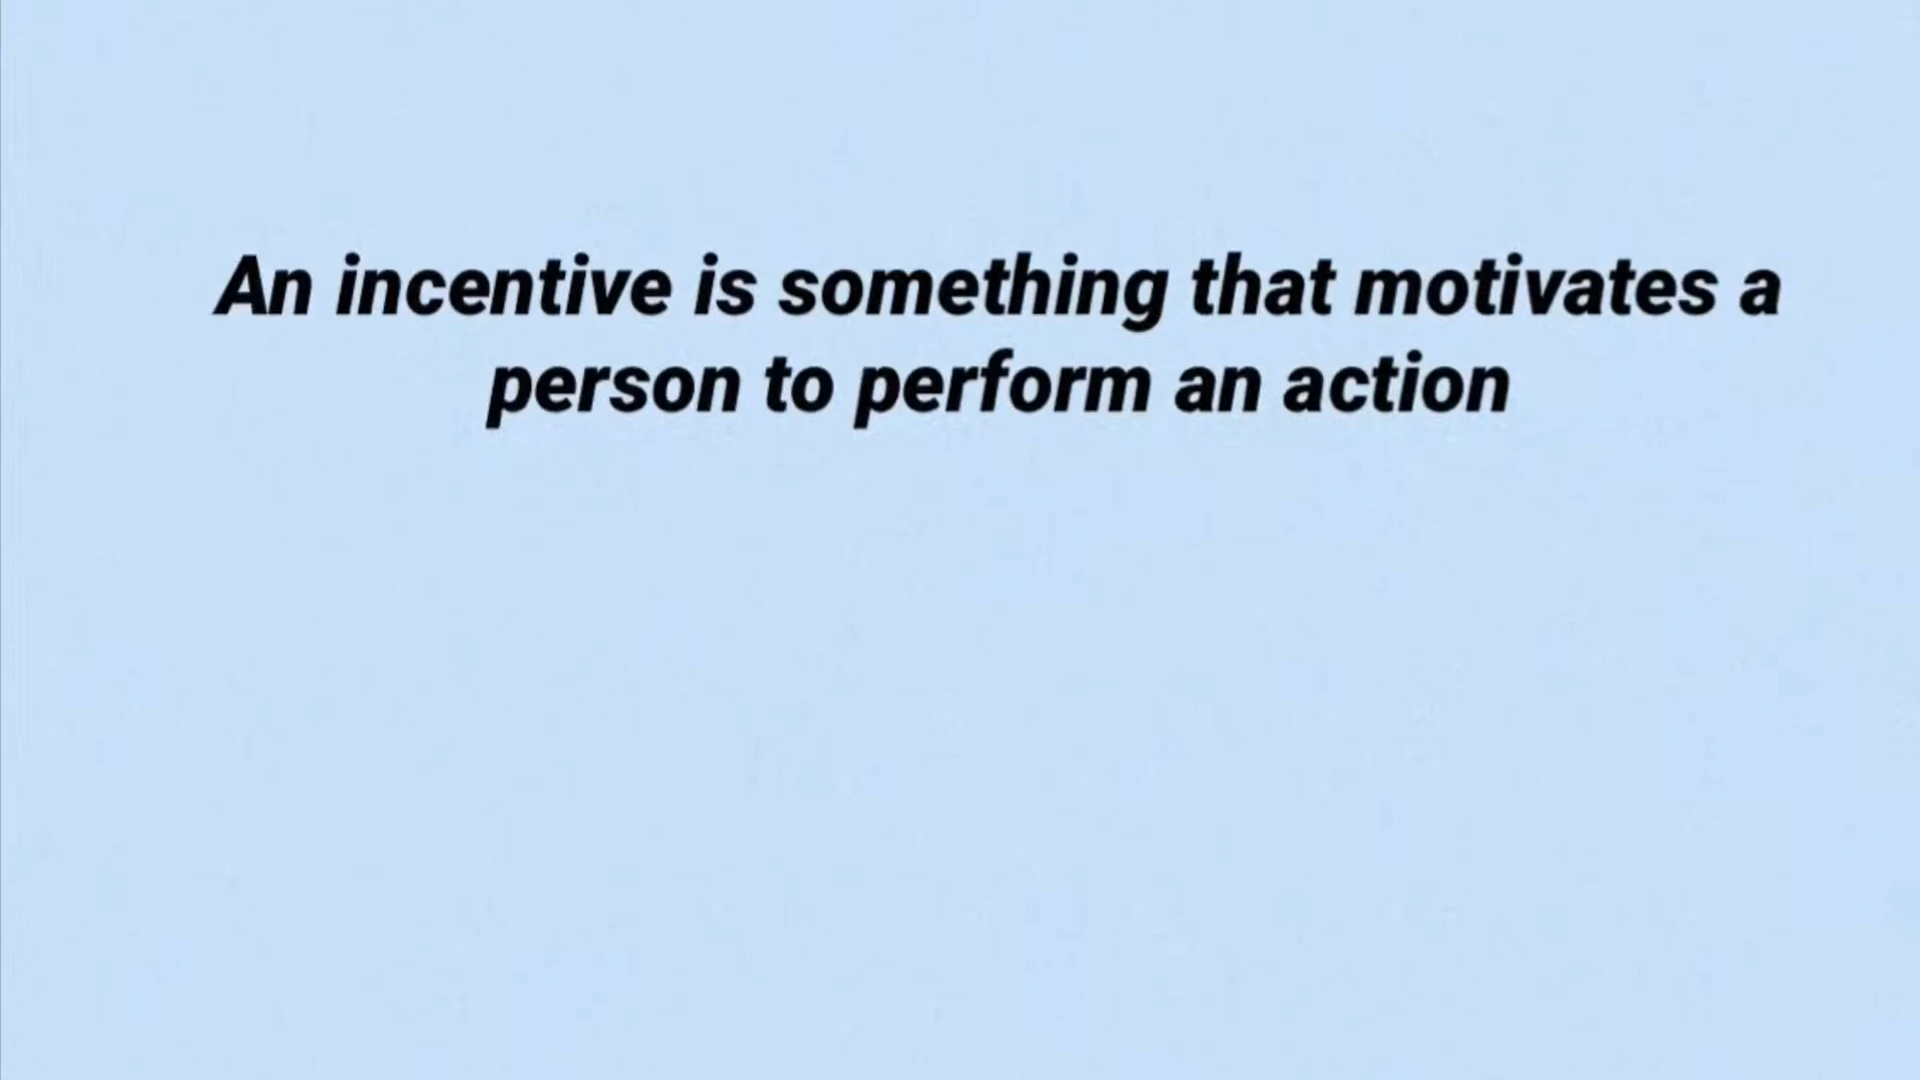 An incentive is something that motivates a
person to perform an action